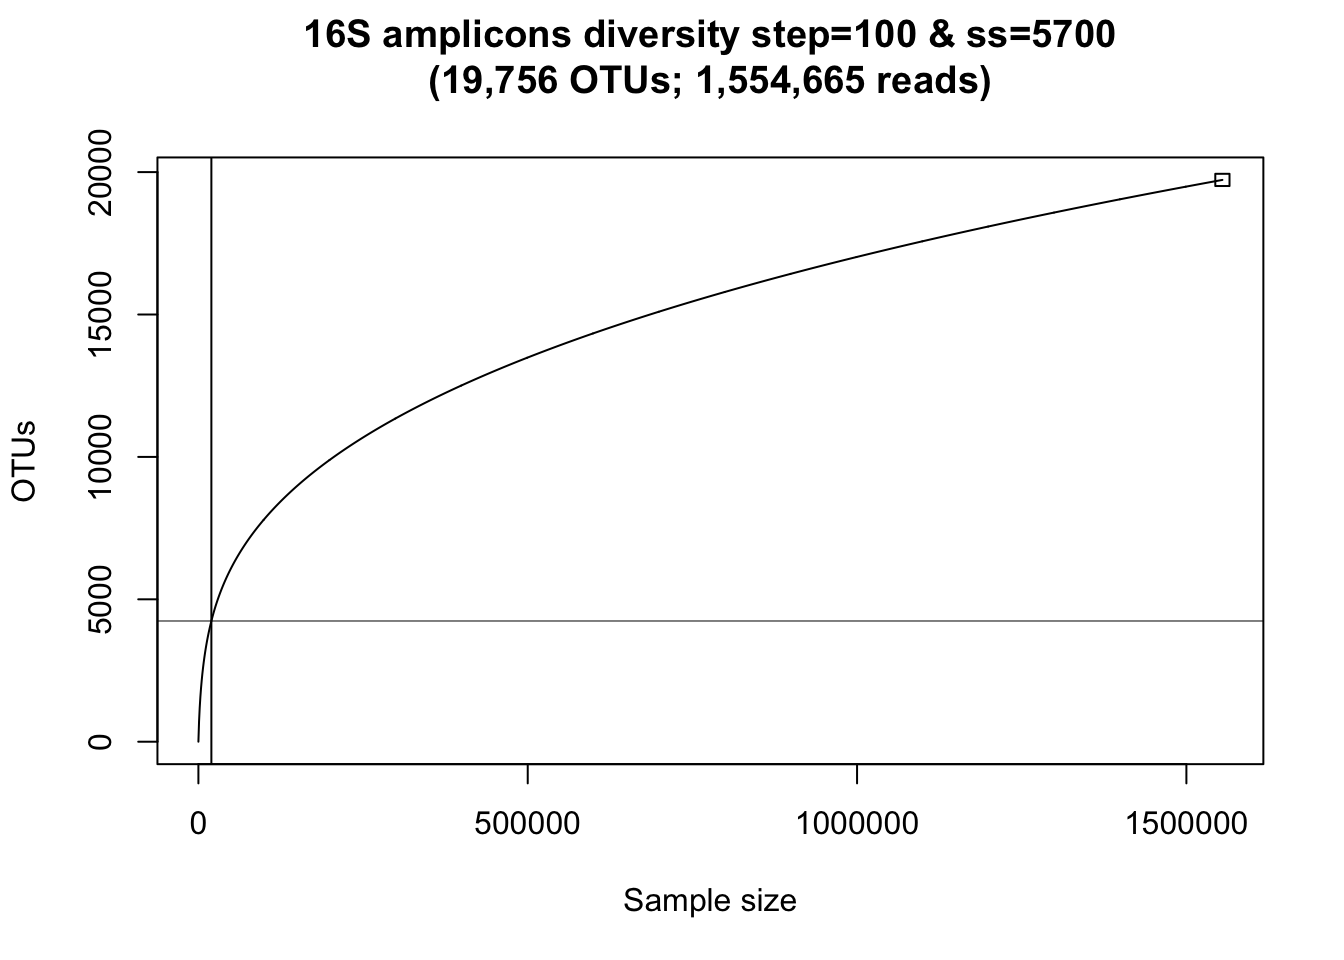 16S amplicons diversity step=100 & ss=5700
(19,756 OTUs; 1,554,665 reads)
20000
15000
10000
5000
0
OTUs
0 500000 1000000 1500000
Sample size